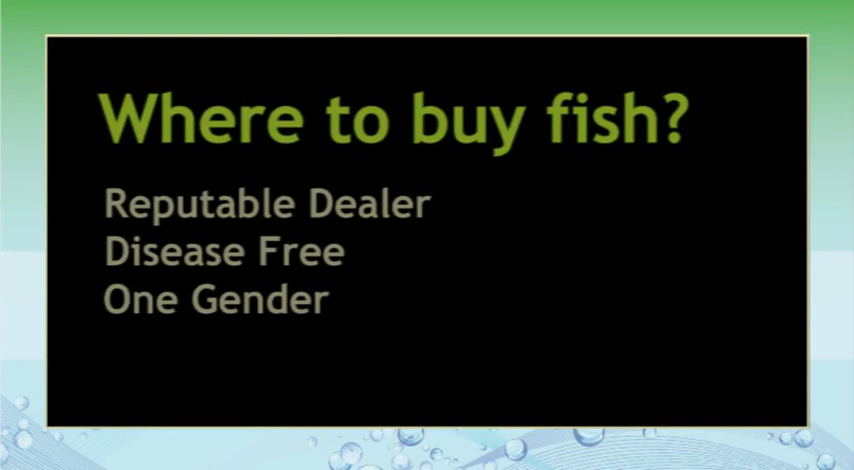 Where to buy fish?
Reputable Dealer
Disease Free
One Gender